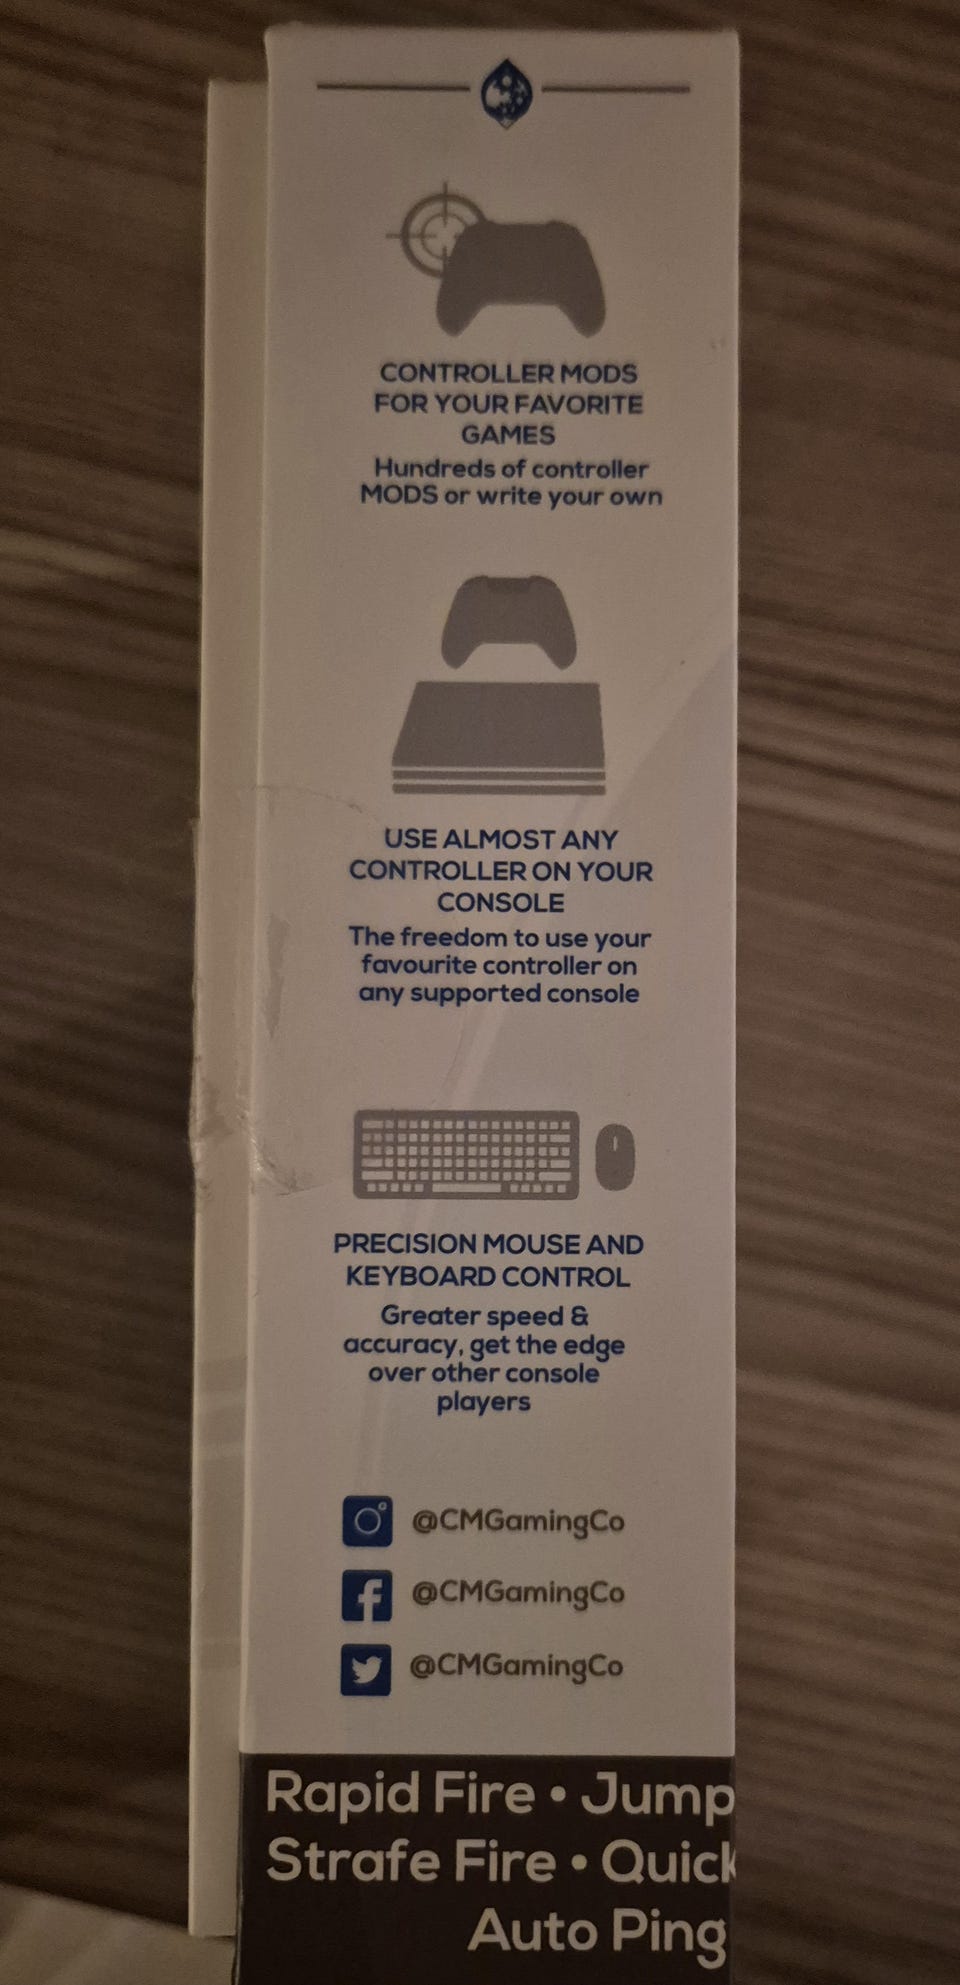 CONTROLLER MODS
FOR YOUR FAVORITE
GAMES
Hundreds of controller
MODS or write your own
USE ALMOST ANY
CONTROLLER ON YOUR
CONSOLE
The freedom to use your
favourite controller on
any supported console
PRECISION MOUSE AND
KEYBOARD CONTROL
Greater speed &
accuracy, get the edge
over other console
players
@CMGamingCo
@CMGamingCo
@CMGamingCo
Rapid Fire • Jump
Strafe Fire • Quick
Auto Ping